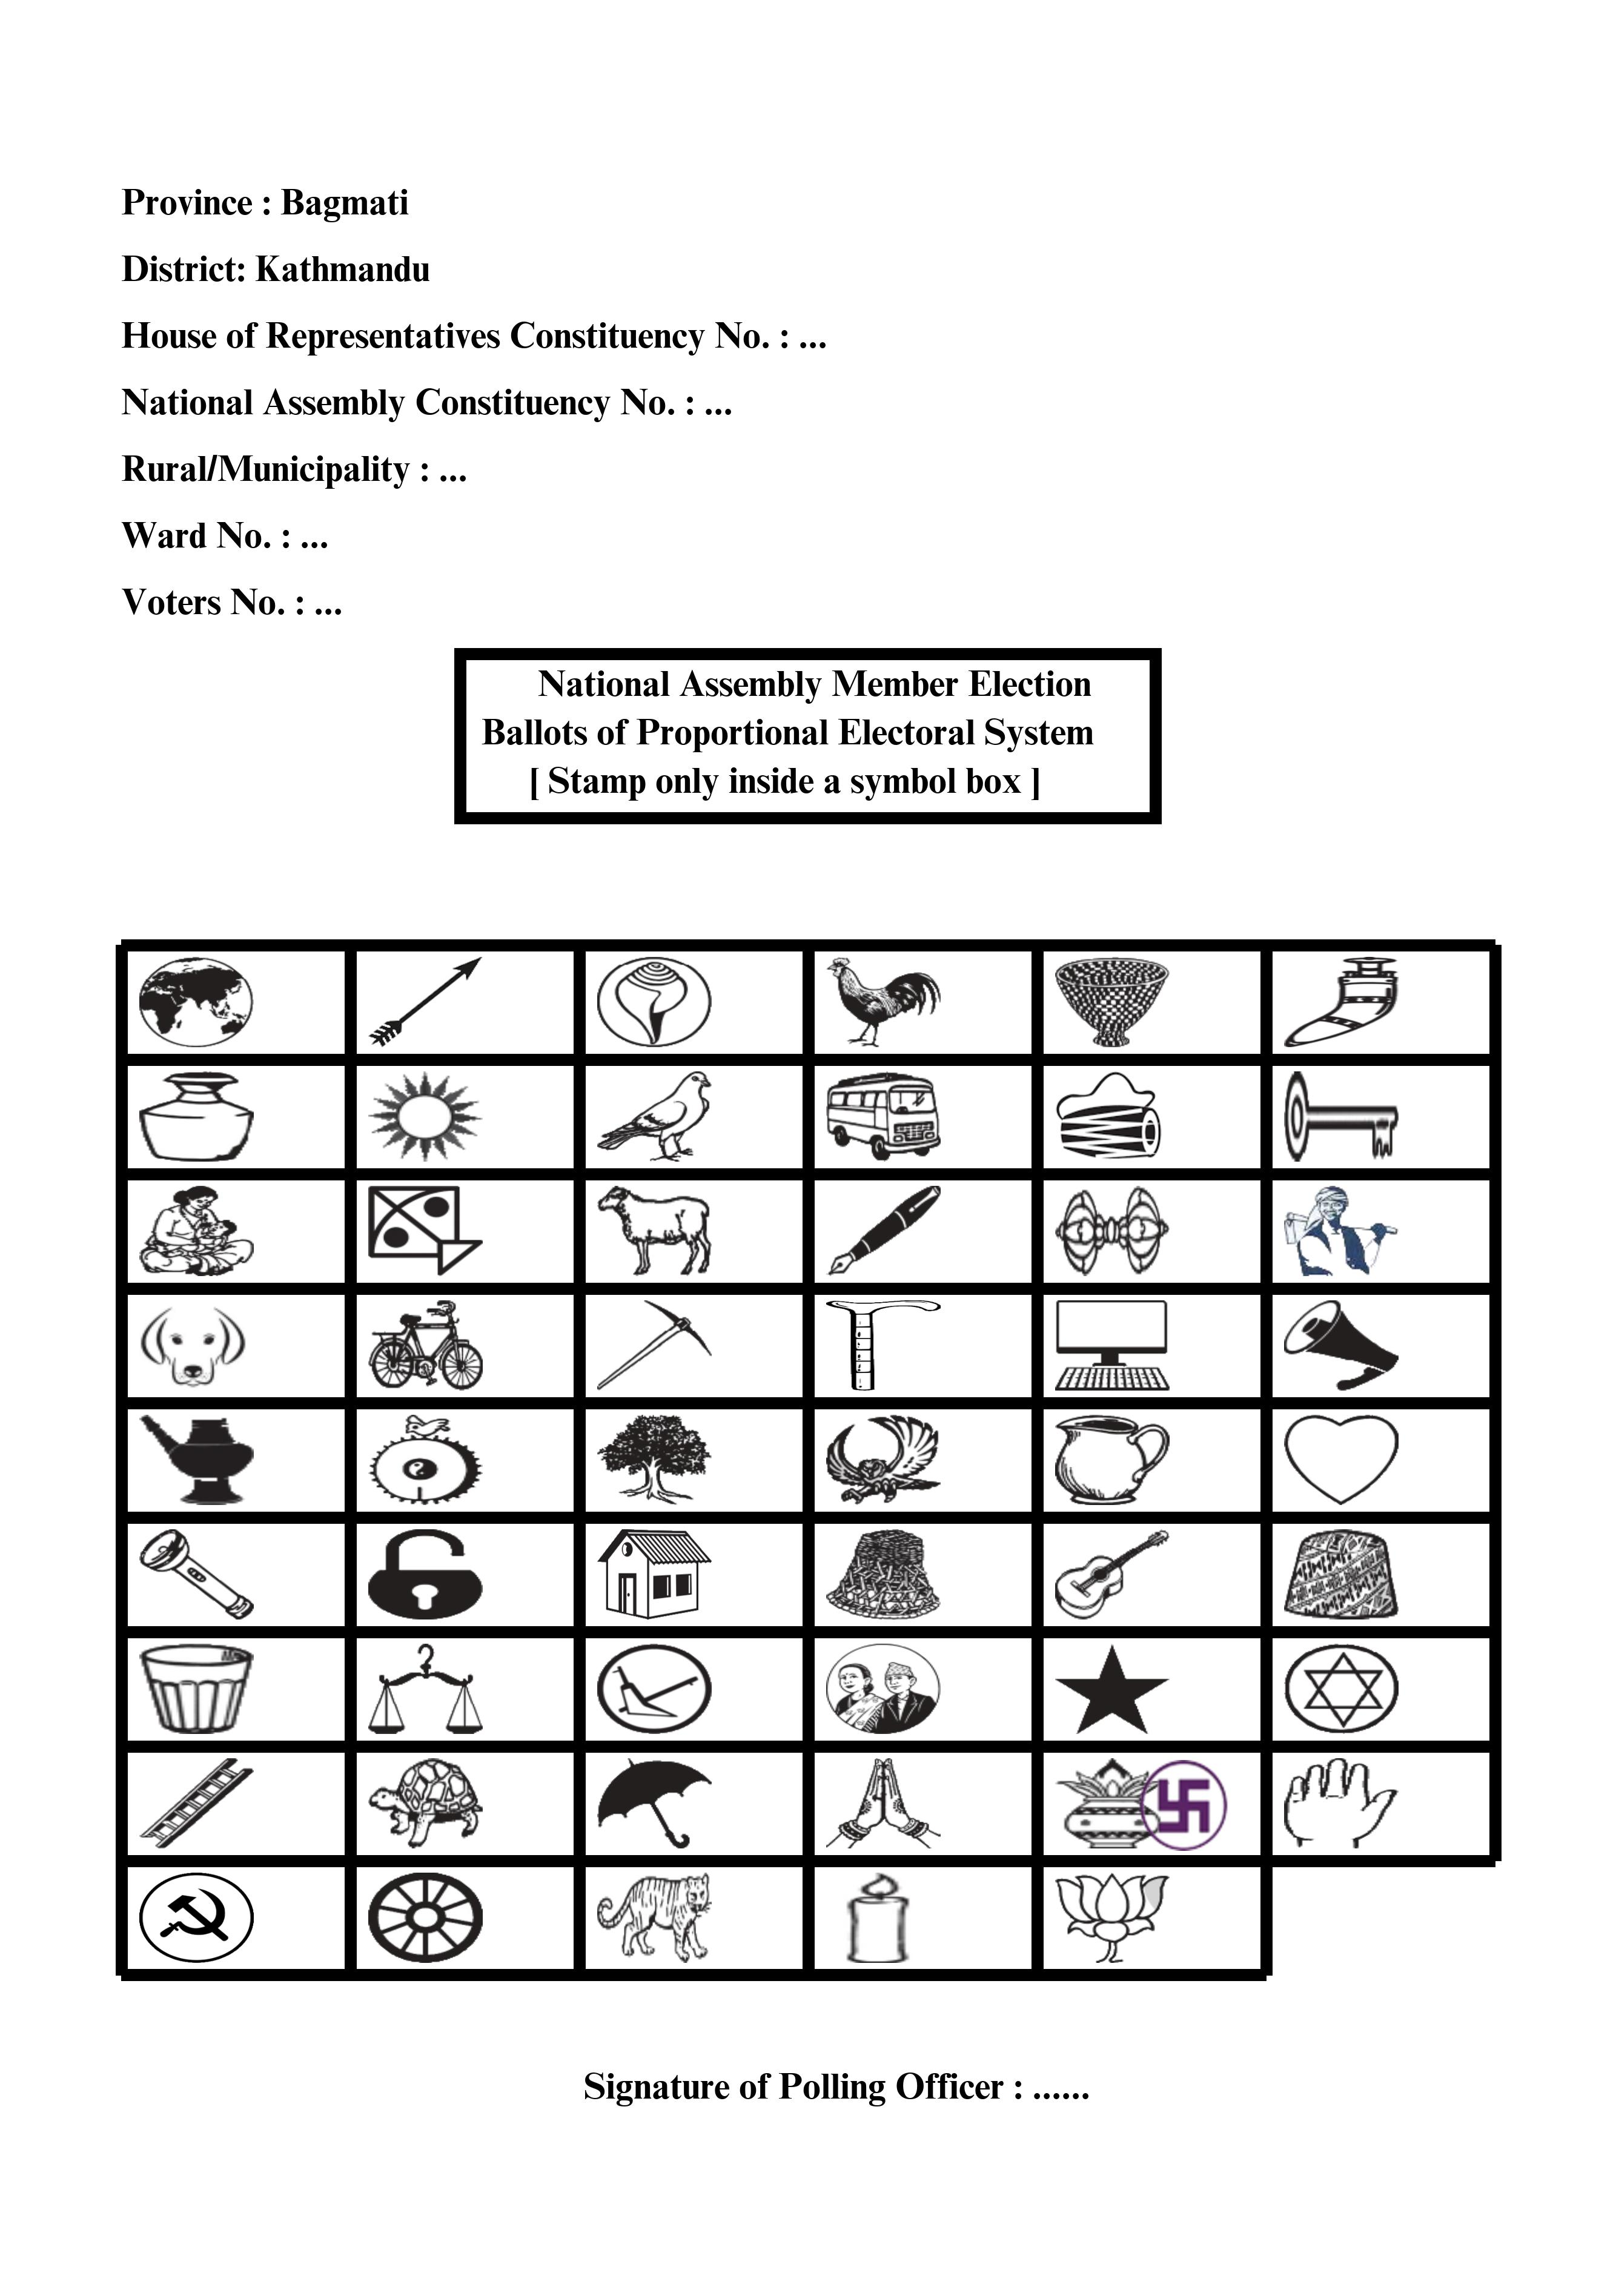 Province : Bagmati
District: Kathmandu
House of Representatives Constituency No. : ...
National Assembly Constituency No. : ...
Rural/Municipality : ...
Ward No. : ...
Voters No. : ...
National Assembly Member Election
Ballots of Proportional Electoral System
[ Stamp only inside a symbol box ]
Signature of Polling Officer : ......